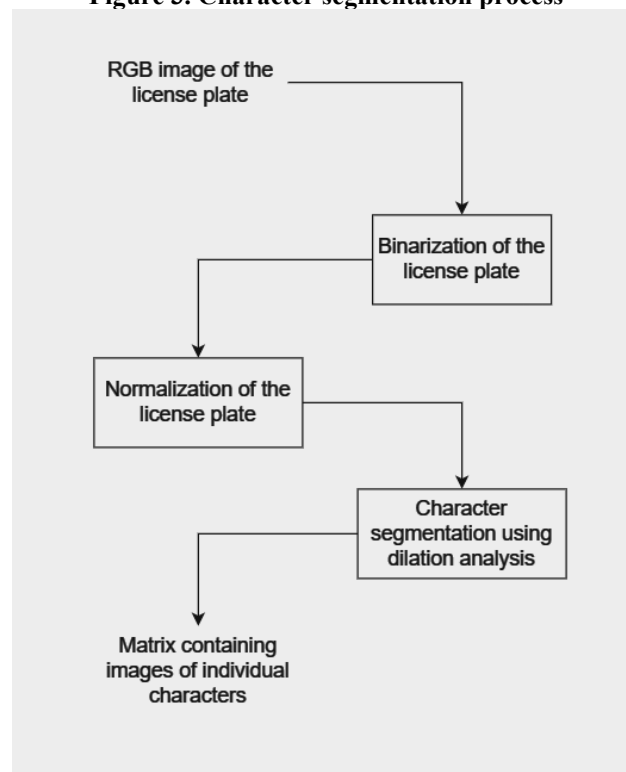 Figure 3. Character segmentation process
RGB image of the
license plate
Binarization of the
license plate
Normalization of the
license plate
Character
segmentation using
dilation analysis
Matrix containing
images of individual
characters